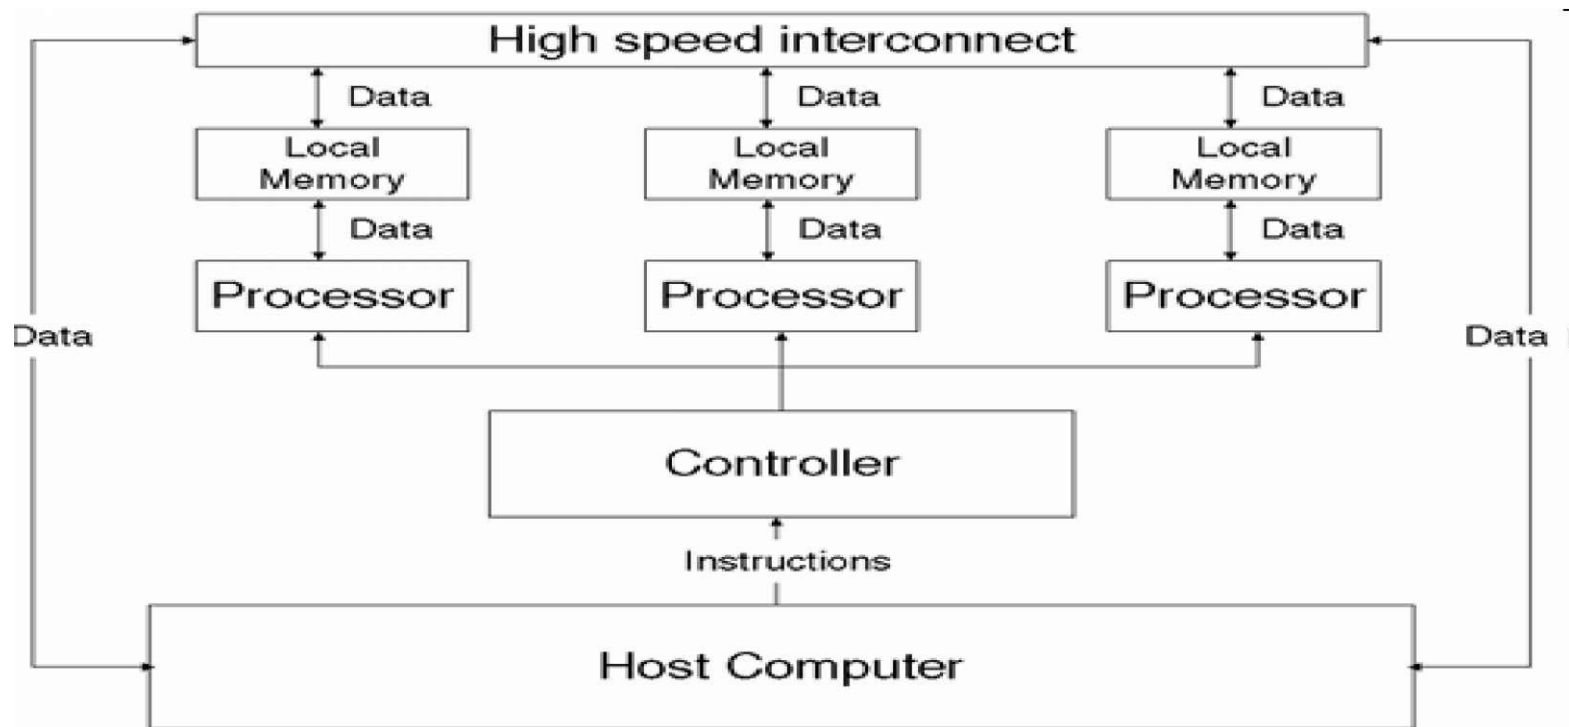 High speed interconnect
Data Data Data
Local Local Local
Memory Memory Memory
Data Data Data
Processor Processor Processor
Data Data
Controller
Instructions
Host Computer